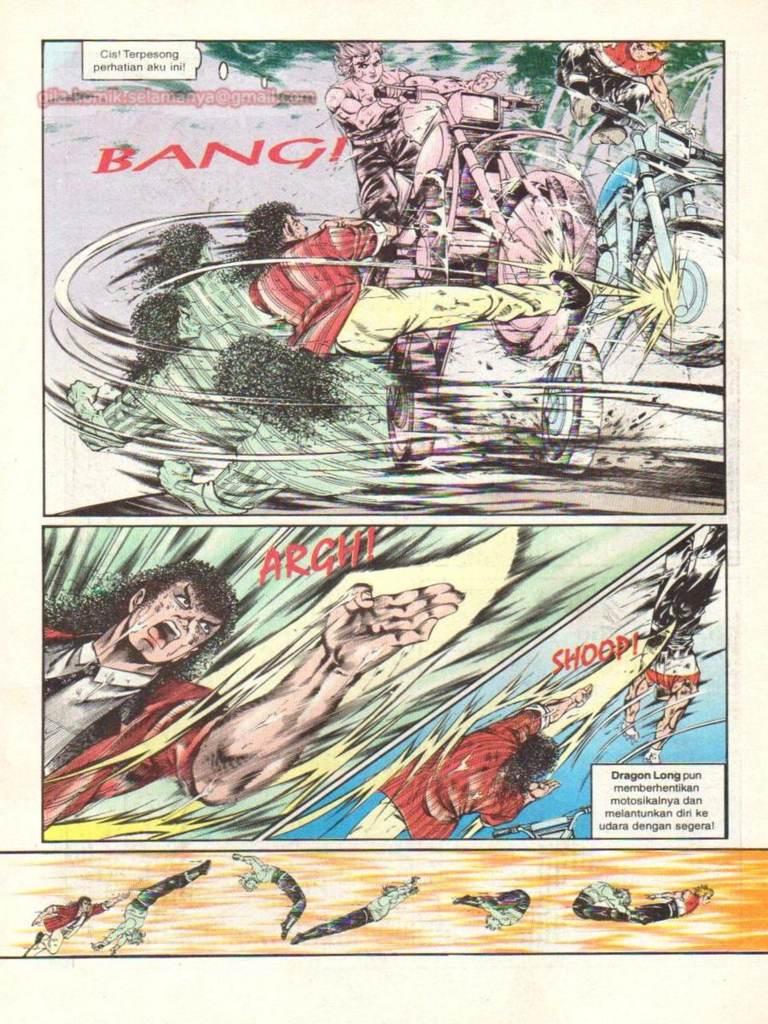 Cis! Terpesong
perhatian aku ini!
gila.komik.selamanya@gmail.com
BANG!
ARGH!
SHOOP!
Dragon Long pun
memberhentikan
motosikalnya dan
melantunkan diri ke
udara dengan segera!